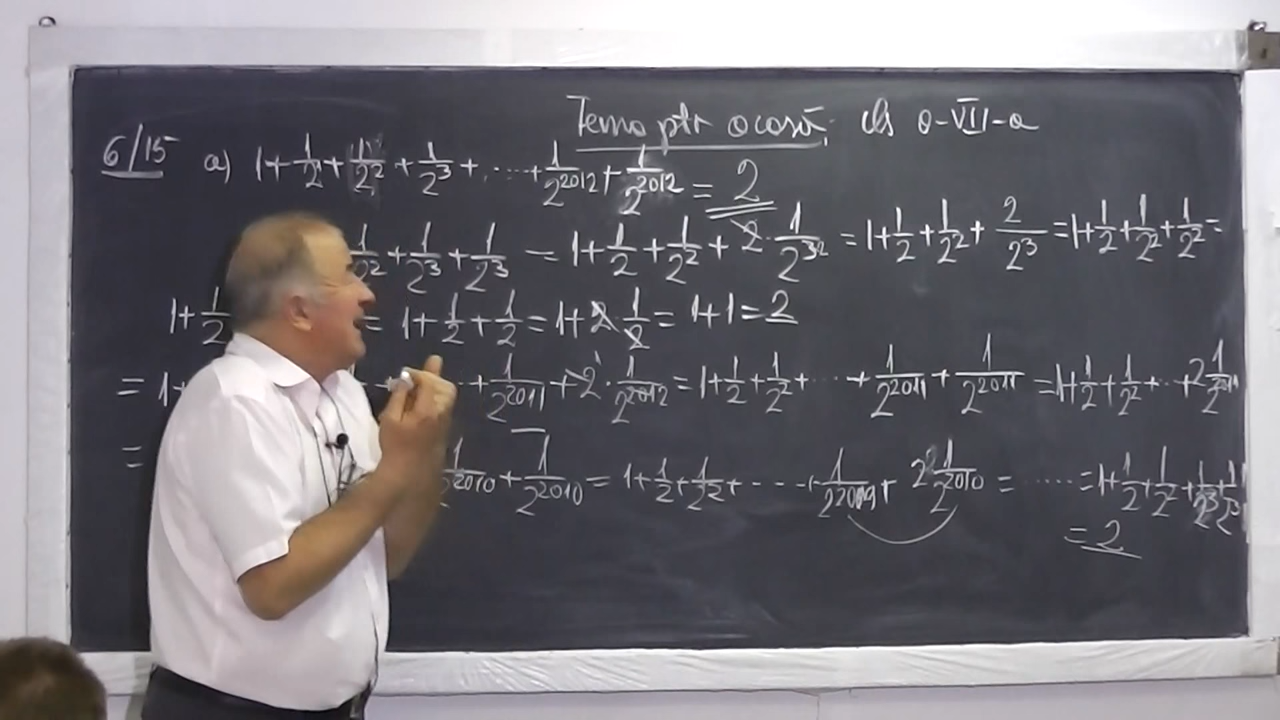 Tema ptr acasă, cls a-VII-a
6/15 a) 1+1/2+1/2²+1/2³+....+1/2²⁰¹²+1/2²⁰¹² = 2
1/2²+1/2³+1/2³ = 1+1/2+1/2²+2·1/2³² = 1+1/2+1/2²+2/2³ = 1+1/2+1/2²+1/2² =
1+1/2 = 1+1/2+1/2 = 1+2·1/2 = 1+1 = 2
= 1+ +1/2²⁰¹¹+2·1/2²⁰¹² = 1+1/2+1/2²+...+1/2²⁰¹¹+1/2²⁰¹¹ = 1+1/2+1/2²+...+2 1/2²⁰¹¹
= 1/2²⁰¹⁰+1/2²⁰¹⁰ = 1+1/2+1/2²+----+1/2²⁰⁰⁹+2 1/2²⁰¹⁰ = ..... = 1+1/2+1/2²+1/2³+1/2³
= 2